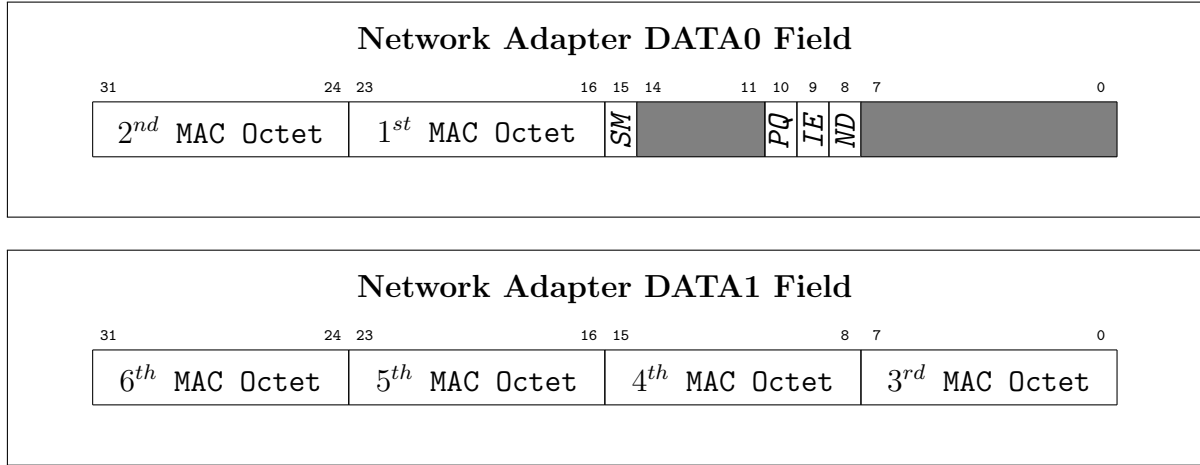 Network Adapter DATA0 Field
31 24 23 16 15 14 11 10 9 8 7 0
2nd MAC Octet 1st MAC Octet SM PQ IE ND
Network Adapter DATA1 Field
31 24 23 16 15 8 7 0
6th MAC Octet 5th MAC Octet 4th MAC Octet 3rd MAC Octet